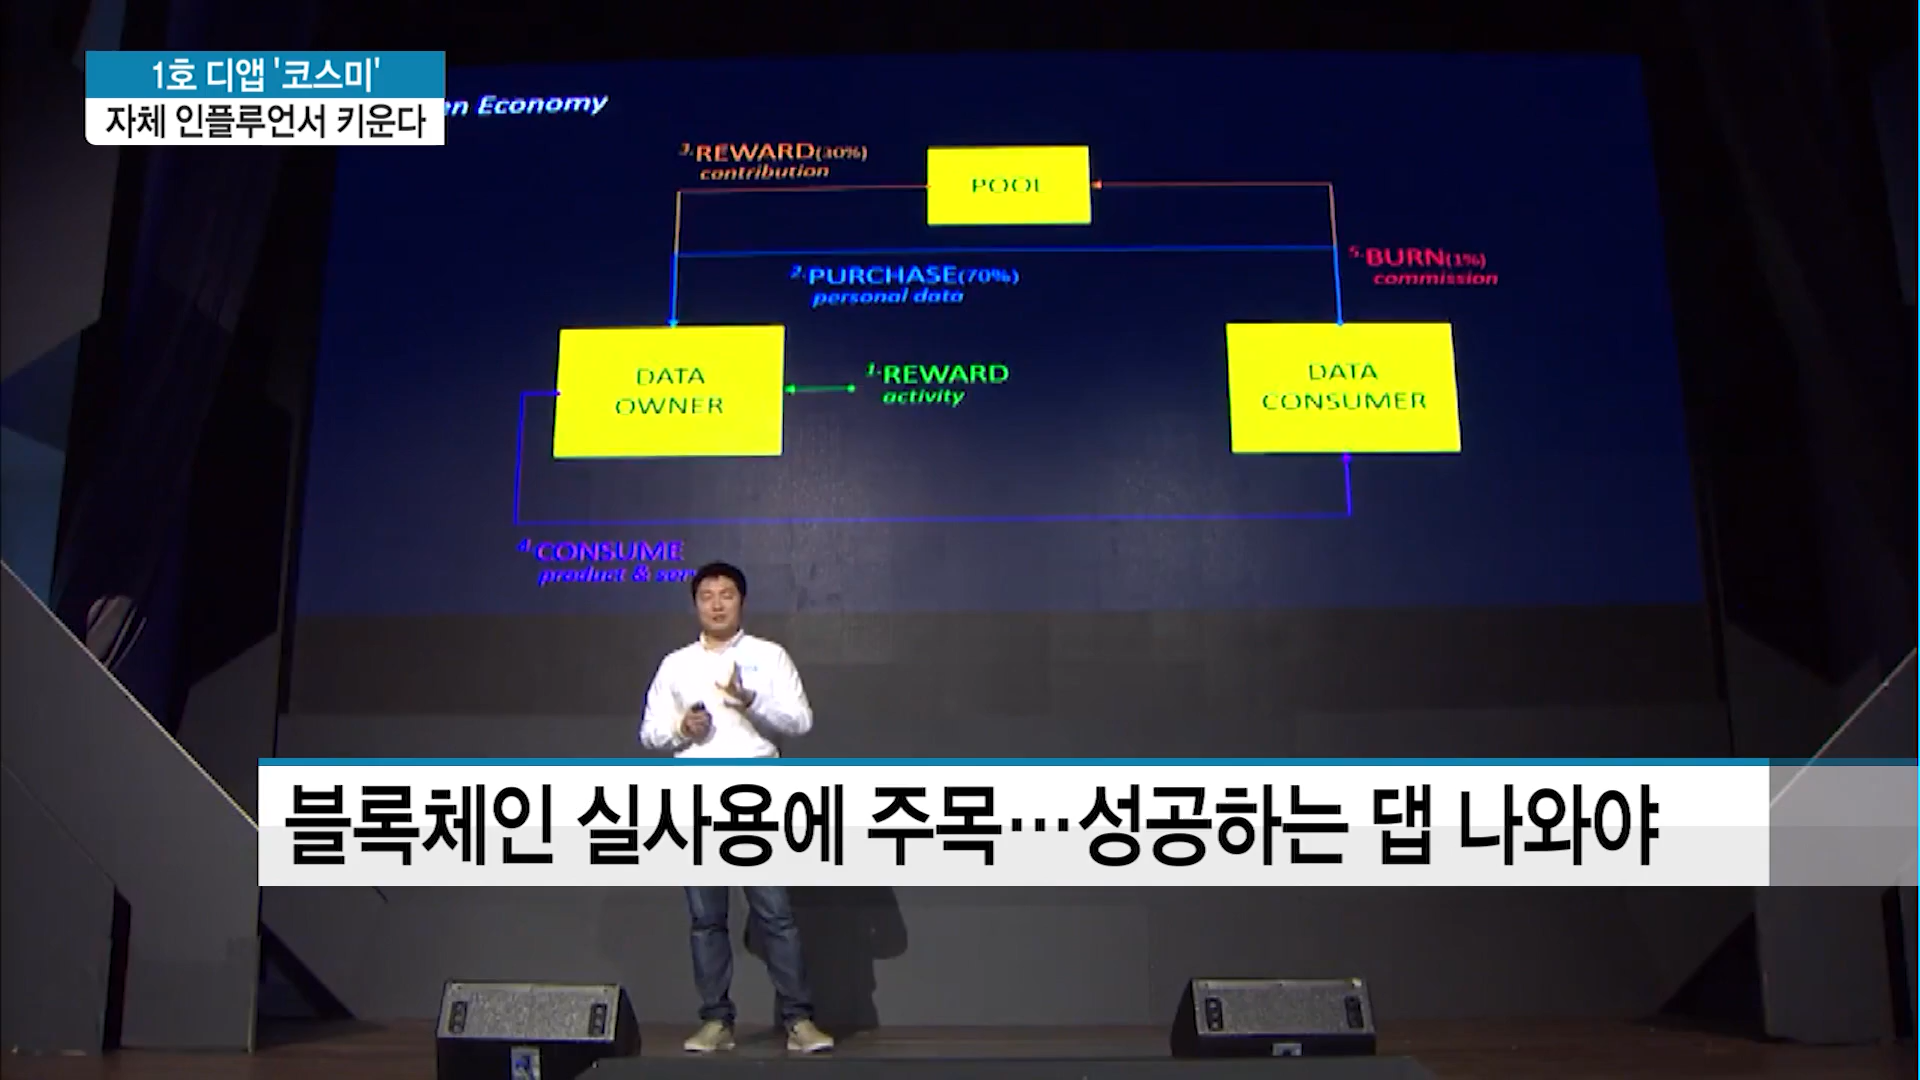 1호 디앱 '코스미'
자체 인플루언서 키운다
en Economy
3.REWARD(30%)
contribution
POOL
5.BURN(1%)
commission
2.PURCHASE(70%)
personal data
DATA
OWNER
1.REWARD
activity
DATA
CONSUMER
4.CONSUME
product &
블록체인 실사용에 주목…성공하는 댑 나와야